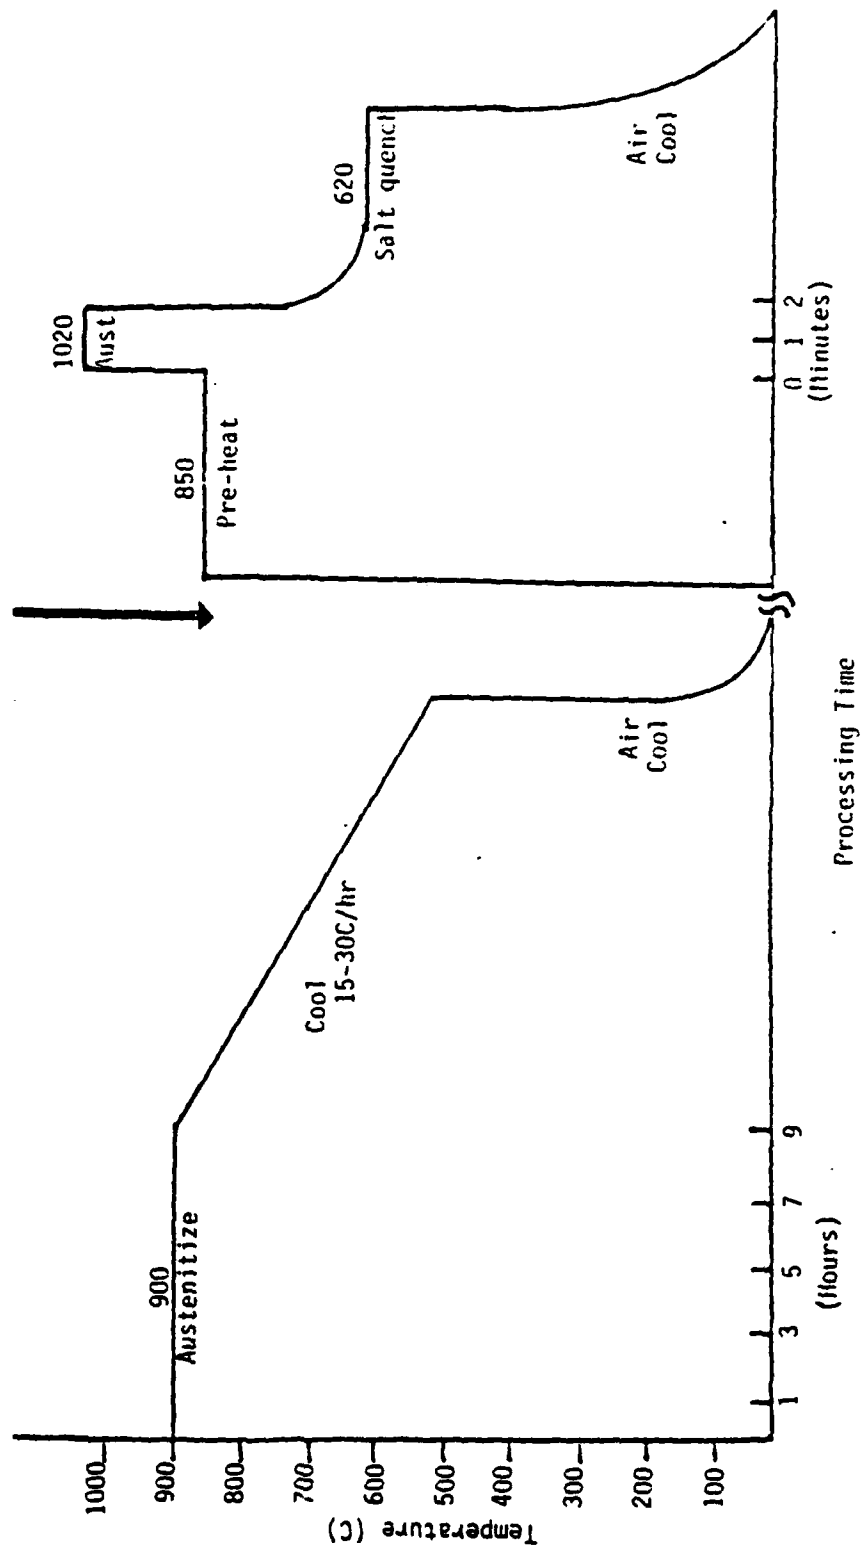 1000
900
800
700
600
500
400
300
200
100
Temperature (C)
900
Austenitize
Cool
15-30C/hr
Air
Cool
850
Pre-heat
1020
Aust
620
Salt quench
Air
Cool
1 3 5 7 9
(Hours)
0 1 2
(Minutes)
Processing Time